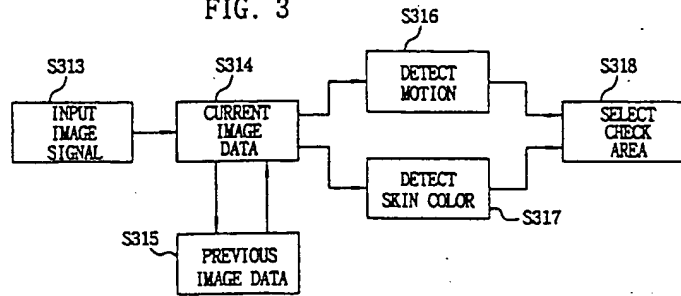 FIG. 3
S313
INPUT
IMAGE
SIGNAL
S314
CURRENT
IMAGE
DATA
S315
PREVIOUS
IMAGE DATA
S316
DETECT
MOTION
DETECT
SKIN COLOR
S317
S318
SELECT
CHECK
AREA